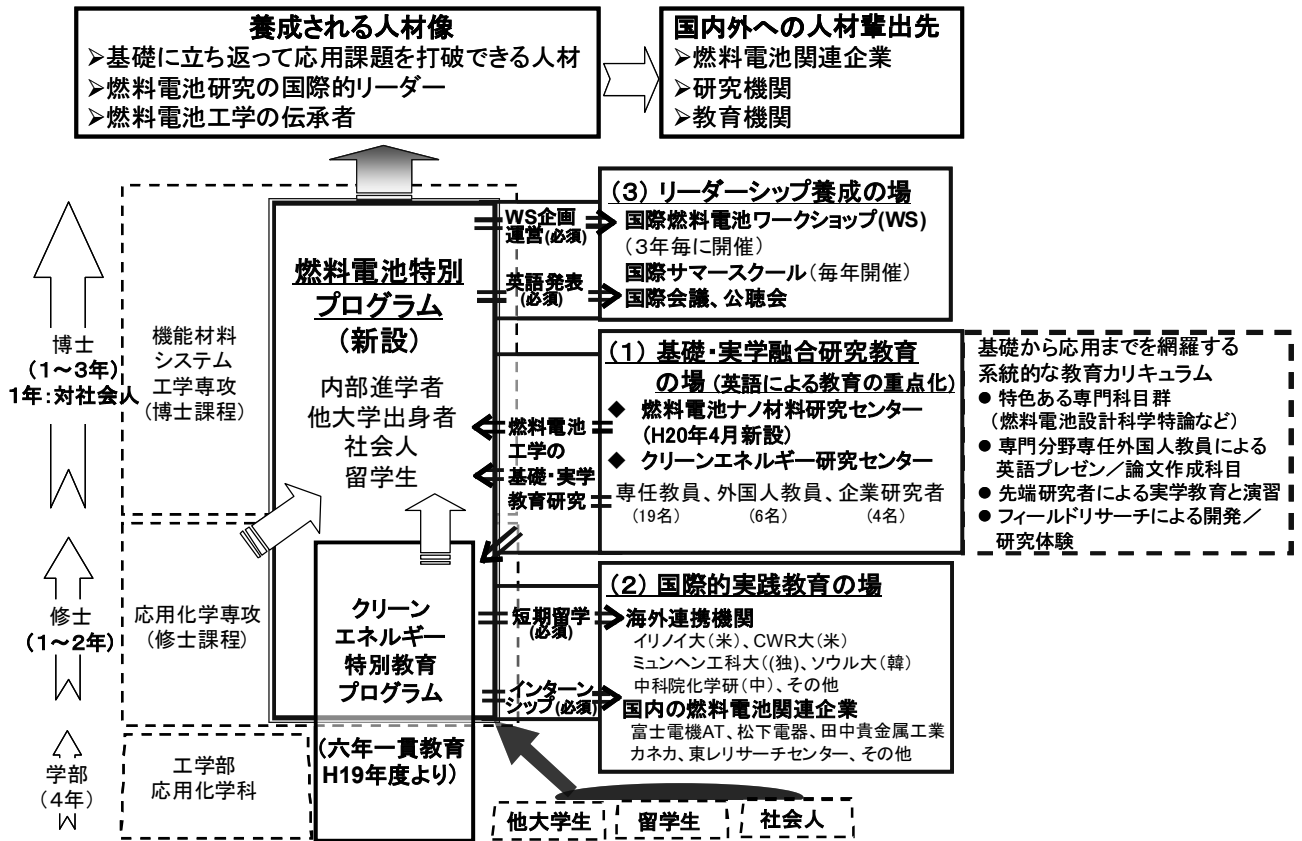 養成される人材像
➢基礎に立ち返って応用課題を打破できる人材
➢燃料電池研究の国際的リーダー
➢燃料電池工学の伝承者
国内外への人材輩出先
➢燃料電池関連企業
➢研究機関
➢教育機関
博士
(1～3年)
1年:対社会人
修士
(1～2年)
学部
(4年)
機能材料
システム
工学専攻
(博士課程)
応用化学専攻
(修士課程)
工学部
応用化学科
燃料電池特別
プログラム
(新設)
内部進学者
他大学出身者
社会人
留学生
クリーン
エネルギー
特別教育
プログラム
(六年一貫教育
H19年度より)
WS企画
運営(必須)
英語発表
(必須)
燃料電池
工学の
基礎・実学
教育研究
短期留学
(必須)
インターン
シップ(必須)
(3) リーダーシップ養成の場
国際燃料電池ワークショップ(WS)
(3年毎に開催)
国際サマースクール(毎年開催)
国際会議、公聴会
(1) 基礎・実学融合研究教育
の場 (英語による教育の重点化)
◆ 燃料電池ナノ材料研究センター
(H20年4月新設)
◆ クリーンエネルギー研究センター
専任教員、外国人教員、企業研究者
(19名) (6名) (4名)
基礎から応用までを網羅する
系統的な教育カリキュラム
● 特色ある専門科目群
(燃料電池設計科学特論など)
● 専門分野専任外国人教員による
英語プレゼン/論文作成科目
● 先端研究者による実学教育と演習
● フィールドリサーチによる開発/
研究体験
(2) 国際的実践教育の場
海外連携機関
イリノイ大(米)、CWR大(米)
ミュンヘン工科大((独)、ソウル大(韓)
中科院化学研(中)、その他
国内の燃料電池関連企業
富士電機AT、松下電器、田中貴金属工業
カネカ、東レリサーチセンター、その他
他大学生
留学生
社会人